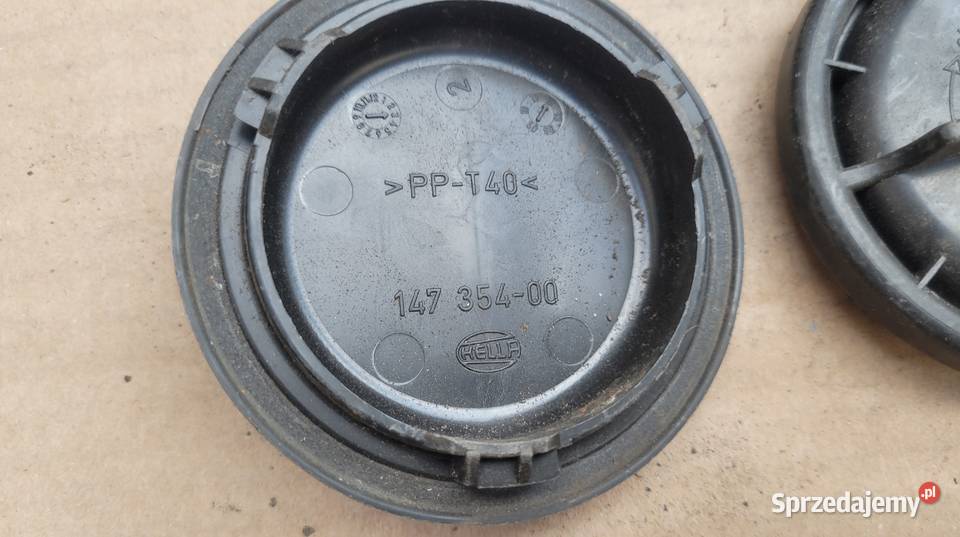 2
>PP-T40<
147 354-00
HELLA
Sprzedajemy.pl